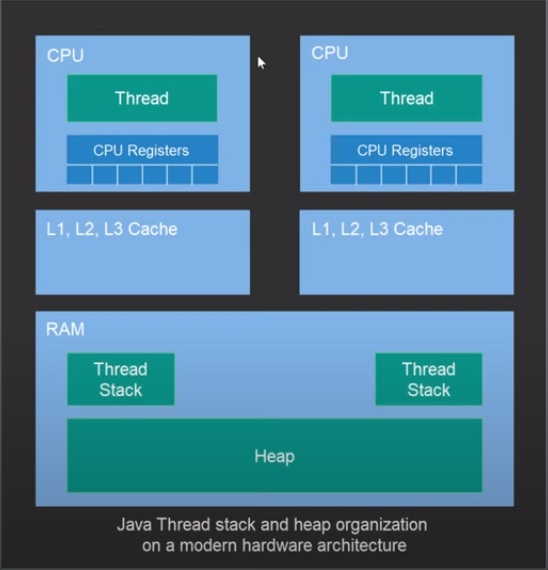 CPU
Thread
CPU Registers
L1, L2, L3 Cache
CPU
Thread
CPU Registers
L1, L2, L3 Cache
RAM
Thread
Stack
Thread
Stack
Heap
Java Thread stack and heap organization
on a modern hardware architecture